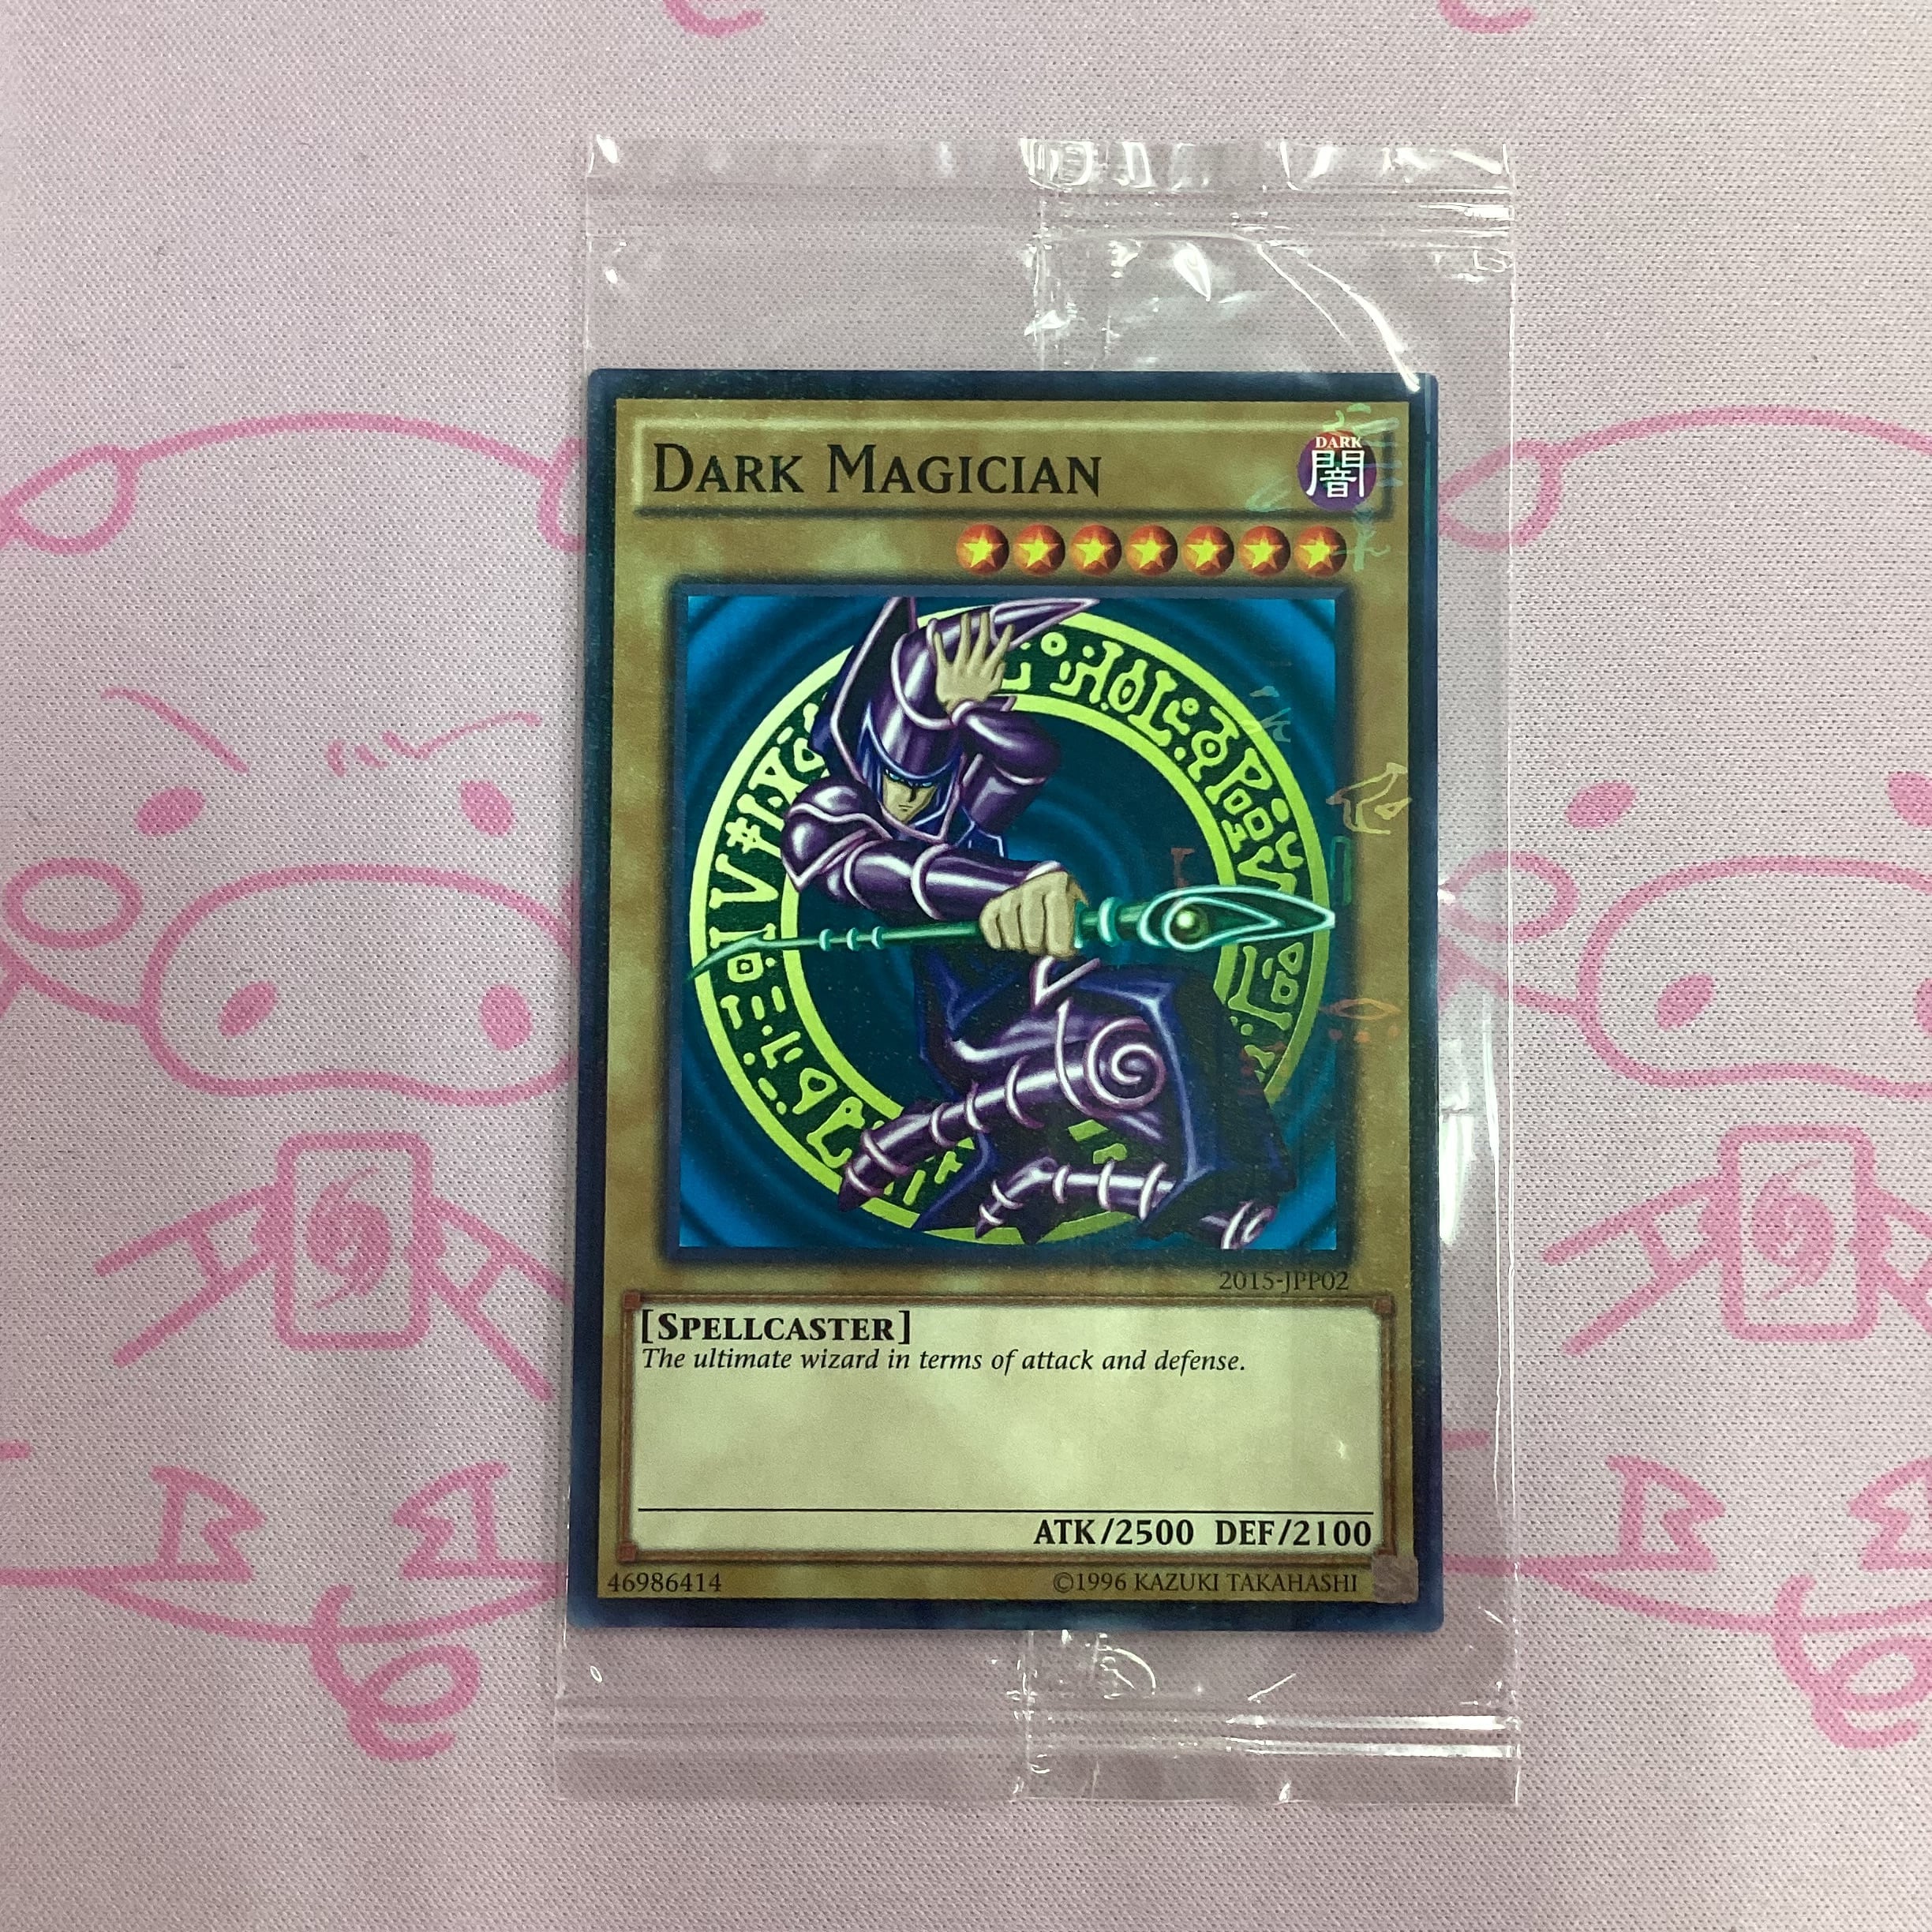 DARK MAGICIAN
DARK
闇
2015-JPP02
[SPELLCASTER]
The ultimate wizard in terms of attack and defense.
ATK/2500 DEF/2100
46986414
©1996 KAZUKI TAKAHASHI